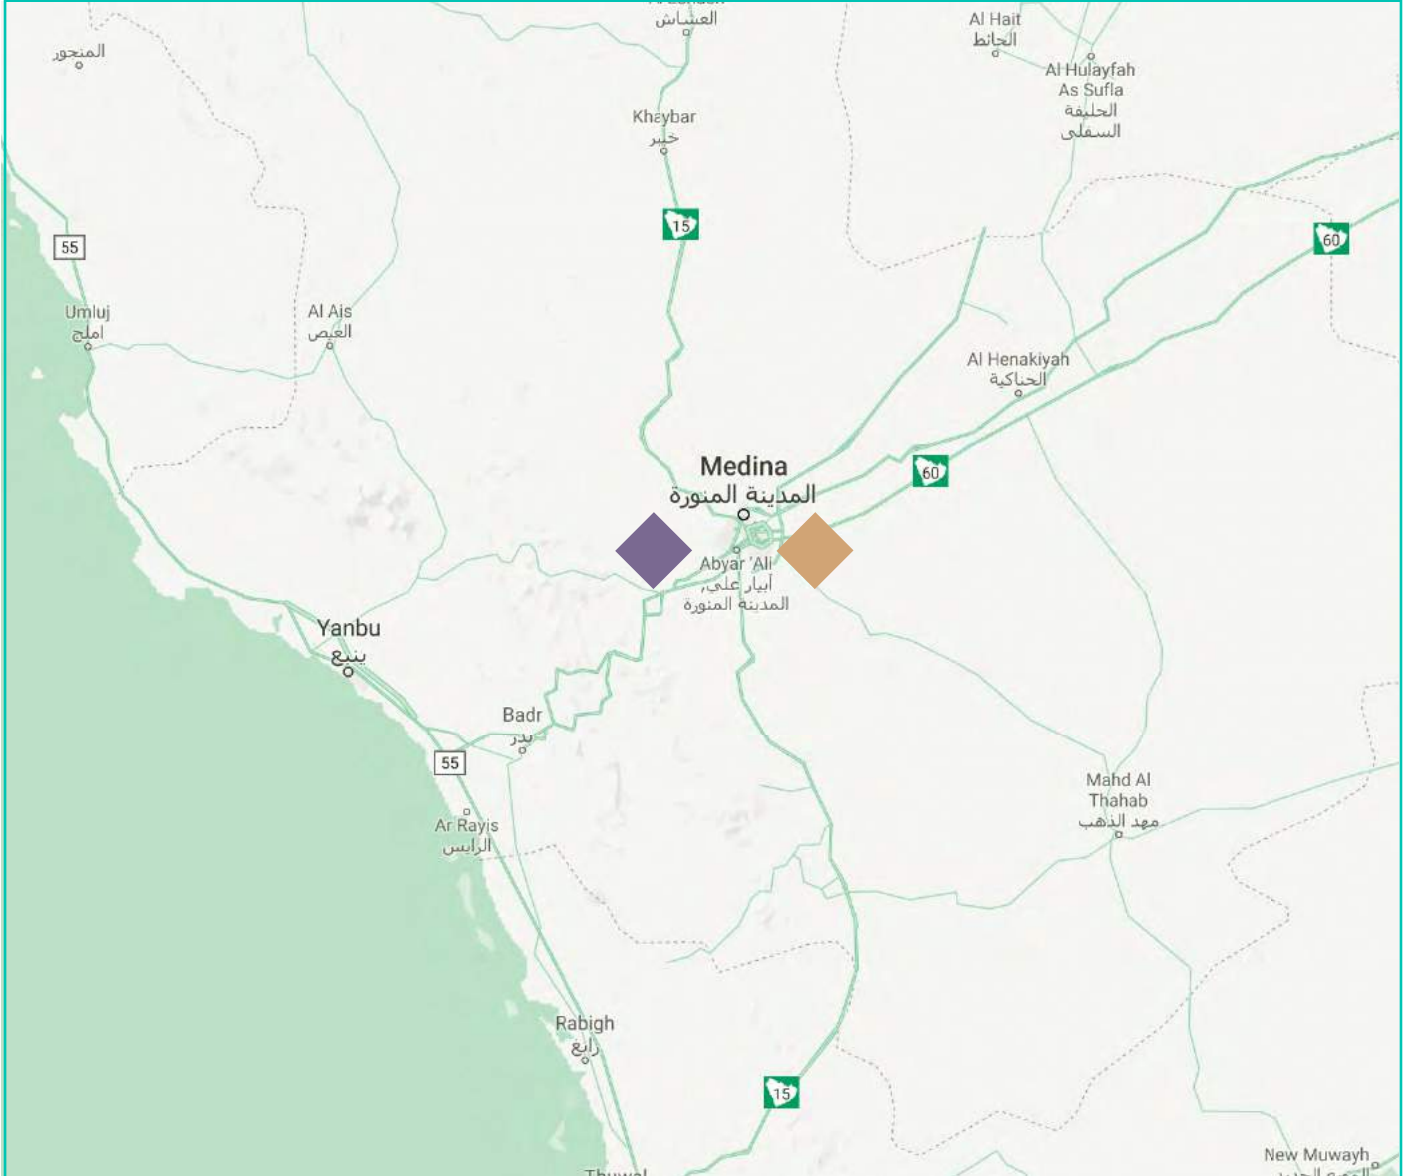 العشاش
Al Hait
الحائط
المنجور
Al Hulayfah
As Sufla
الحليفة
السفلى
Khaybar
خيبر
15
60
55
Umluj
املج
Al Ais
العيص
Al Henakiyah
الحناكية
Medina
المدينة المنورة
60
Abyar 'Ali
أبيار علي,
المدينة المنورة
Yanbu
ينبع
Badr
بدر
55
Mahd Al
Thahab
مهد الذهب
Ar Rayis
الرايس
Rabigh
رابغ
15
New Muwayh